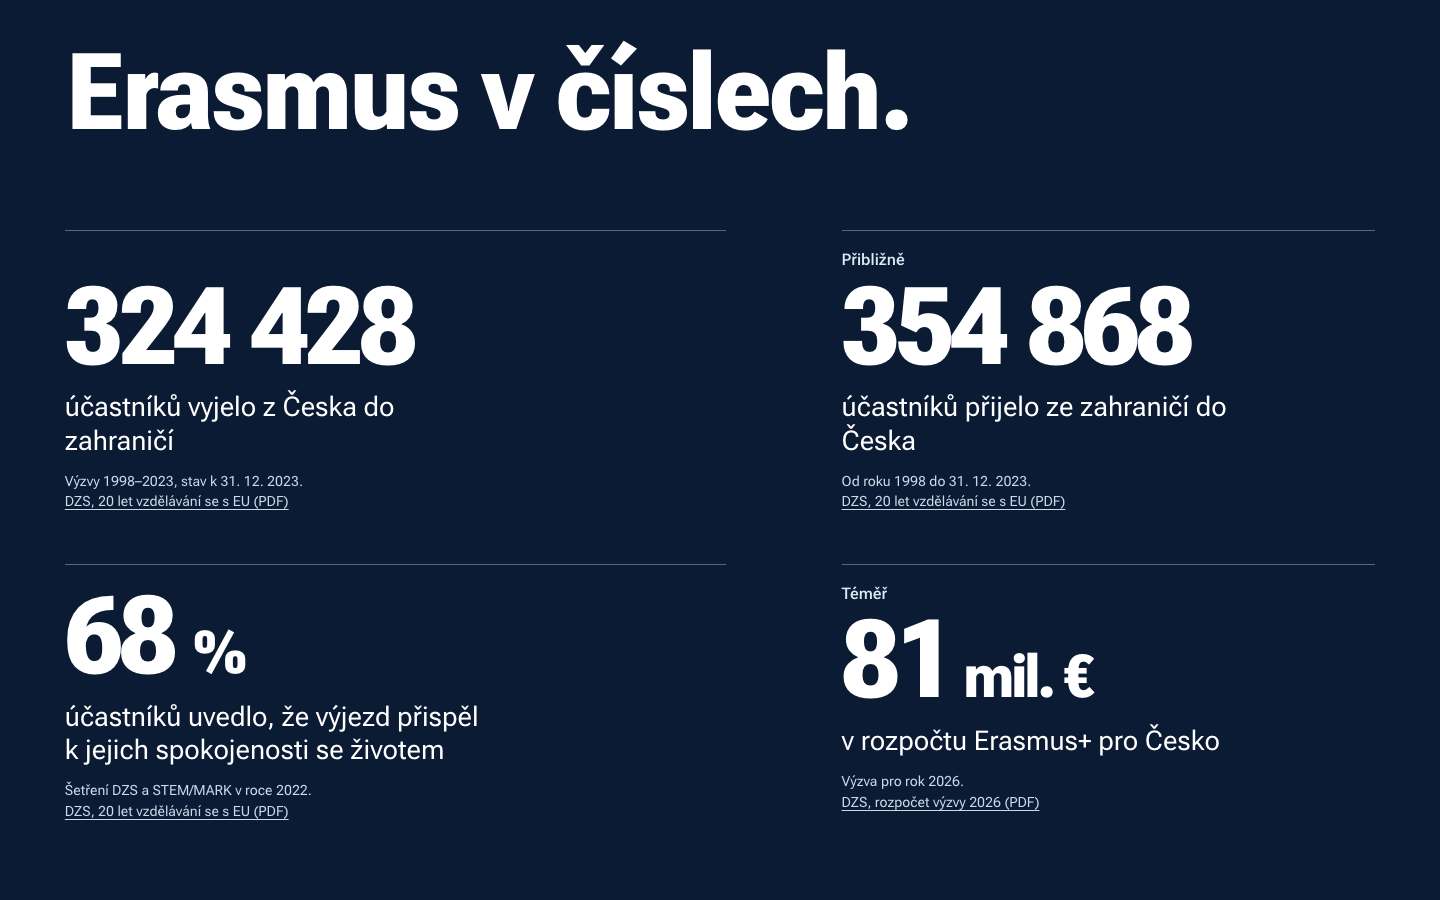 Erasmus v číslech.
324 428
účastníků vyjelo z Česka do
zahraničí
Výzvy 1998–2023, stav k 31. 12. 2023.
DZS, 20 let vzdělávání se s EU (PDF)
Přibližně
354 868
účastníků přijelo ze zahraničí do
Česka
Od roku 1998 do 31. 12. 2023.
DZS, 20 let vzdělávání se s EU (PDF)
68 %
účastníků uvedlo, že výjezd přispěl
k jejich spokojenosti se životem
Šetření DZS a STEM/MARK v roce 2022.
DZS, 20 let vzdělávání se s EU (PDF)
Téměř
81 mil. €
v rozpočtu Erasmus+ pro Česko
Výzva pro rok 2026.
DZS, rozpočet výzvy 2026 (PDF)